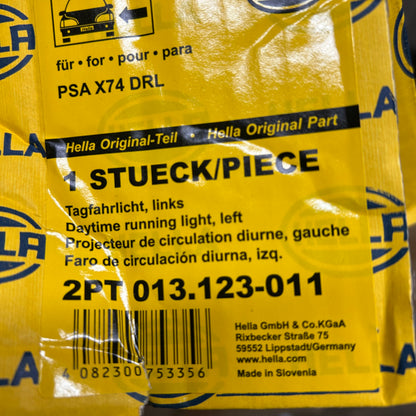 für • for • pour • para
PSA X74 DRL
Hella Original-Teil • Hella Original Part
1 STUECK/PIECE
Tagfahrlicht, links
Daytime running light, left
Projecteur de circulation diurne, gauche
Faro de circulación diurna, izq.
2PT 013.123-011
Hella GmbH & Co.KGaA
Rixbecker Straße 75
59552 Lippstadt/Germany
www.hella.com
Made in Slovenia
4 082300 753356